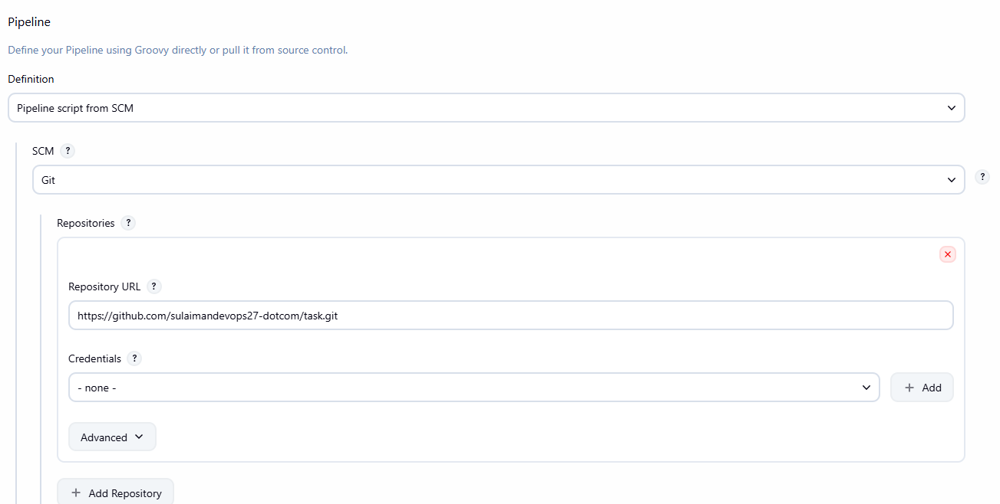 Pipeline
Define your Pipeline using Groovy directly or pull it from source control.
Definition
Pipeline script from SCM
SCM ?
Git
?
Repositories ?
Repository URL ?
https://github.com/sulaimandevops27-dotcom/task.git
Credentials ?
- none -
+ Add
Advanced
+ Add Repository